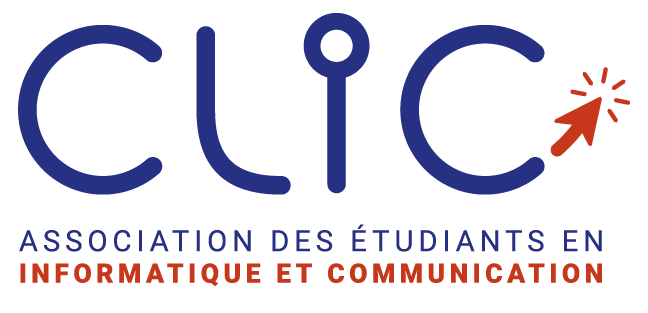 CLiC
ASSOCIATION DES ÉTUDIANTS EN
INFORMATIQUE ET COMMUNICATION